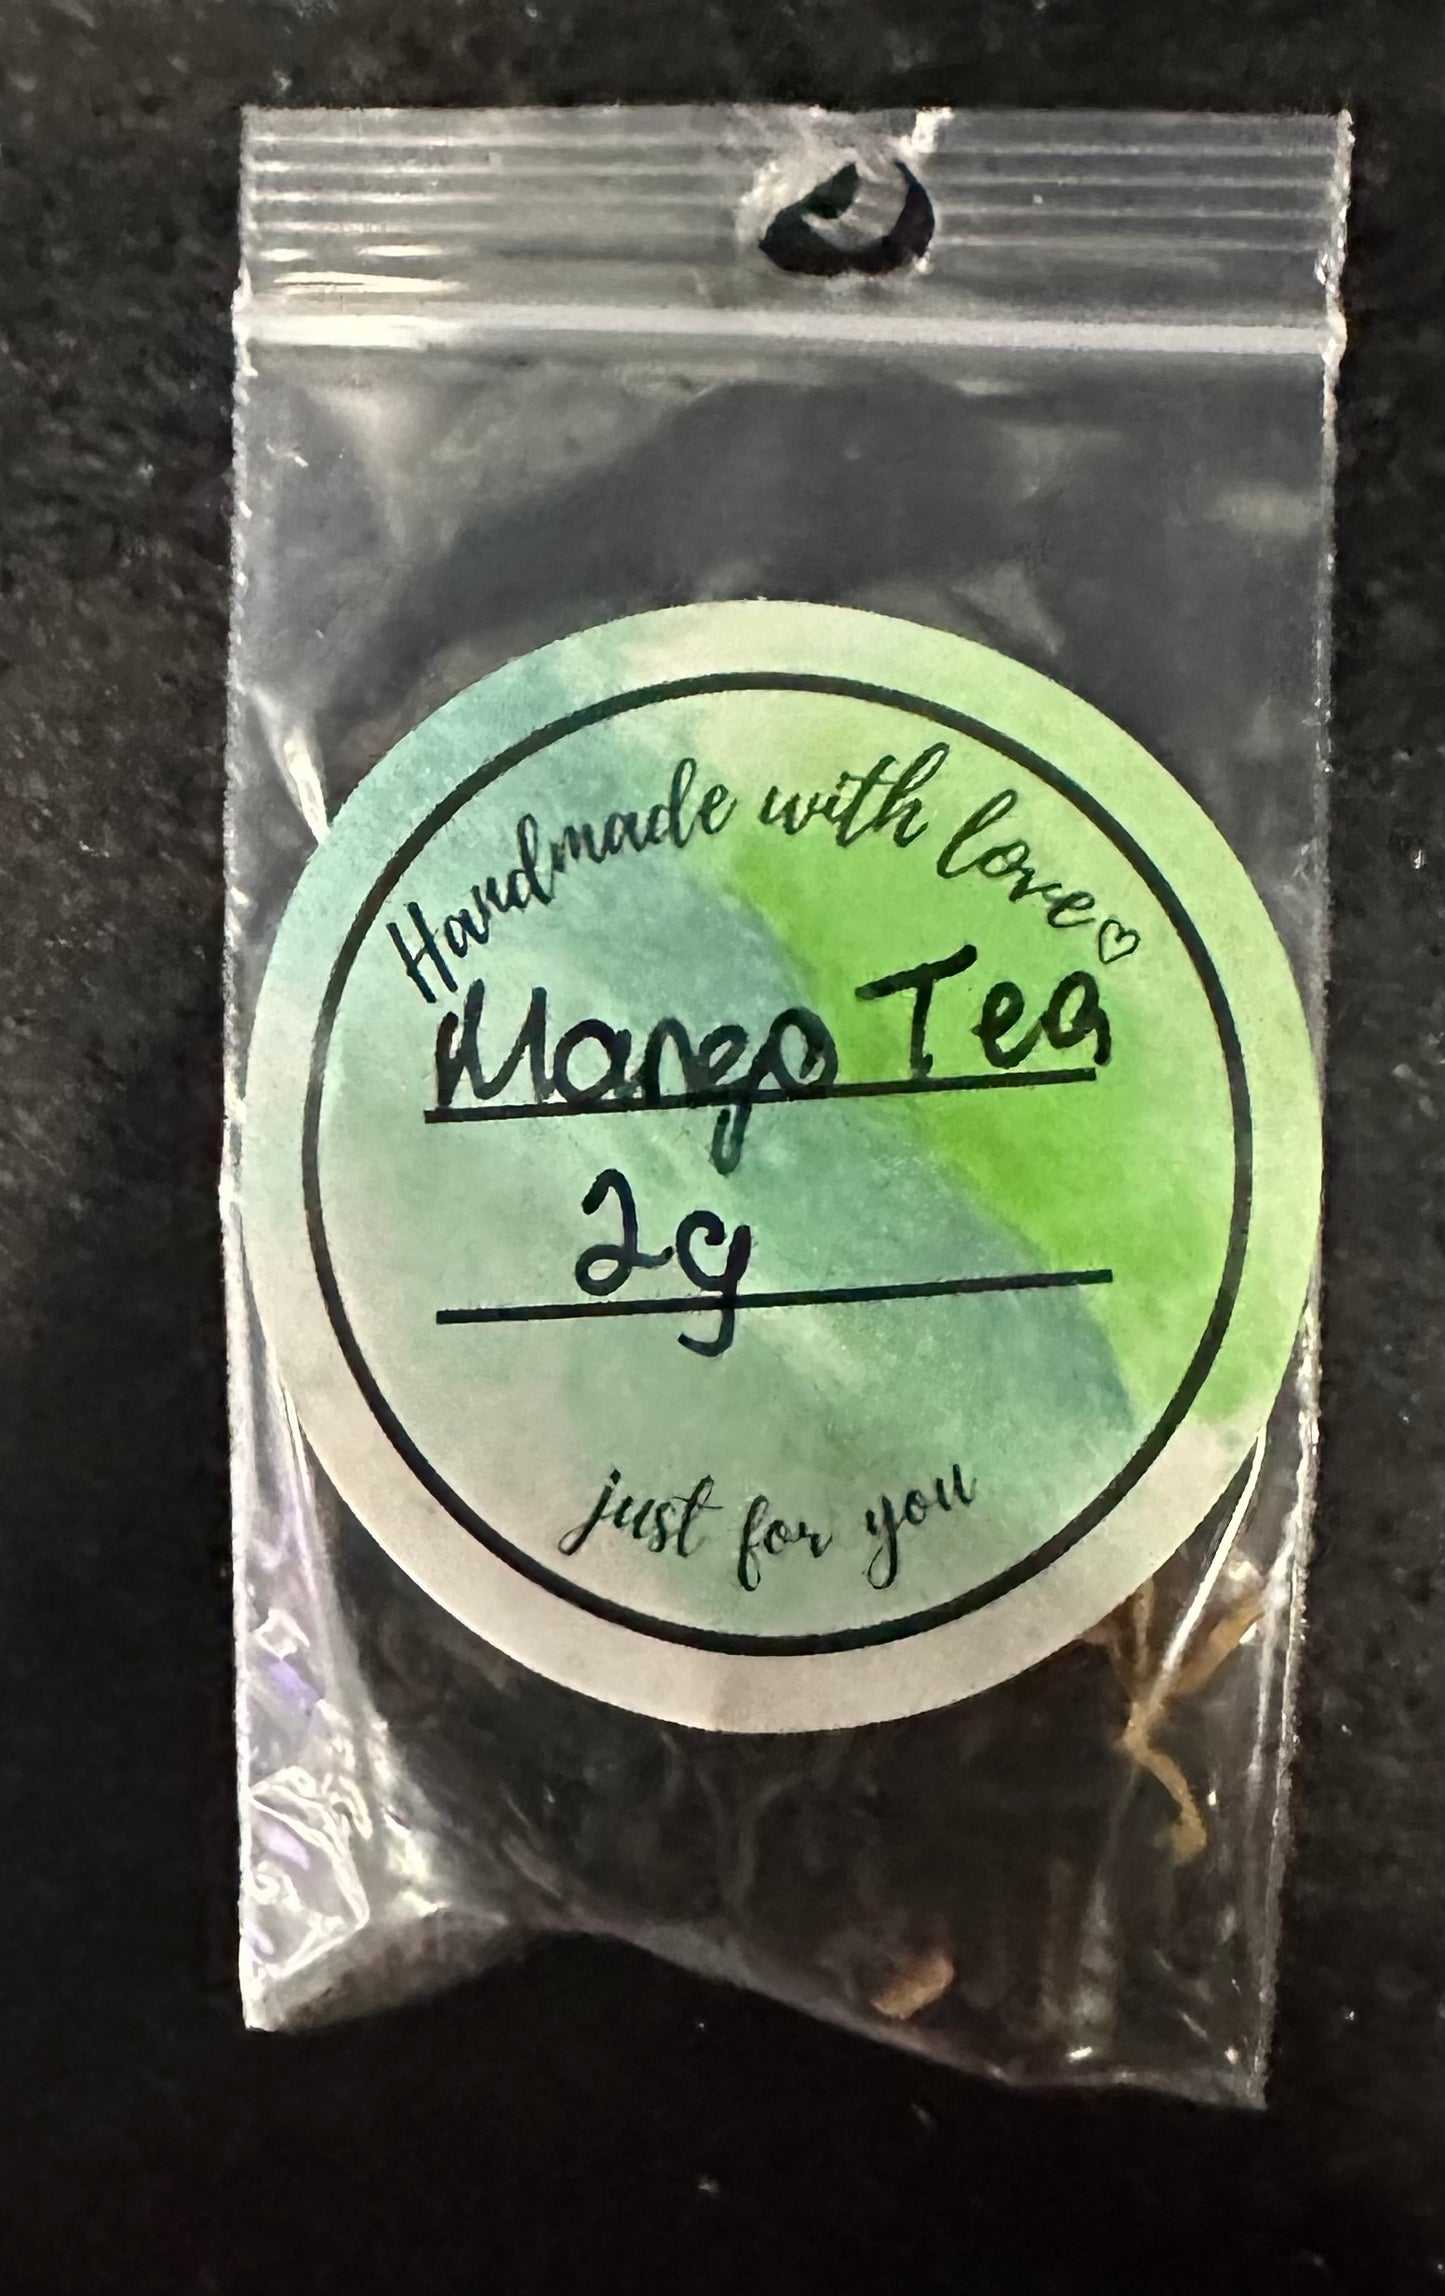 Handmade with love♡
Mango Tea
2g
just for you